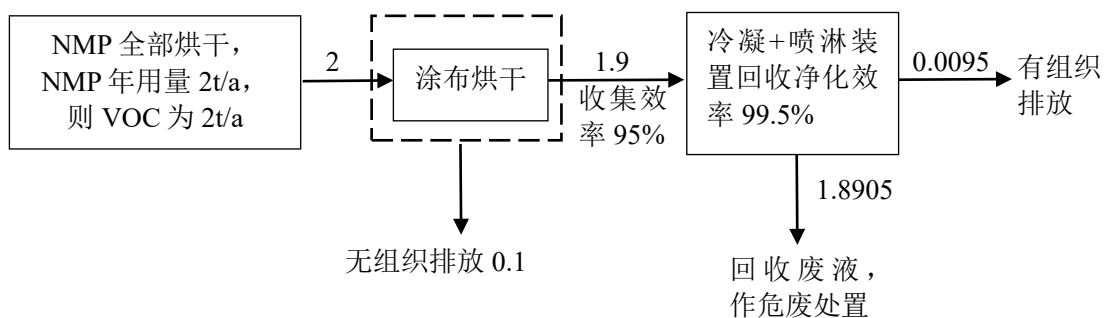 NMP 全部烘干，
NMP 年用量 2t/a，
则 VOC 为 2t/a
2
涂布烘干
1.9
收集效
率 95%
冷凝+喷淋装
置回收净化效
率 99.5%
0.0095
有组织
排放
1.8905
无组织排放 0.1
回收废液，
作危废处置